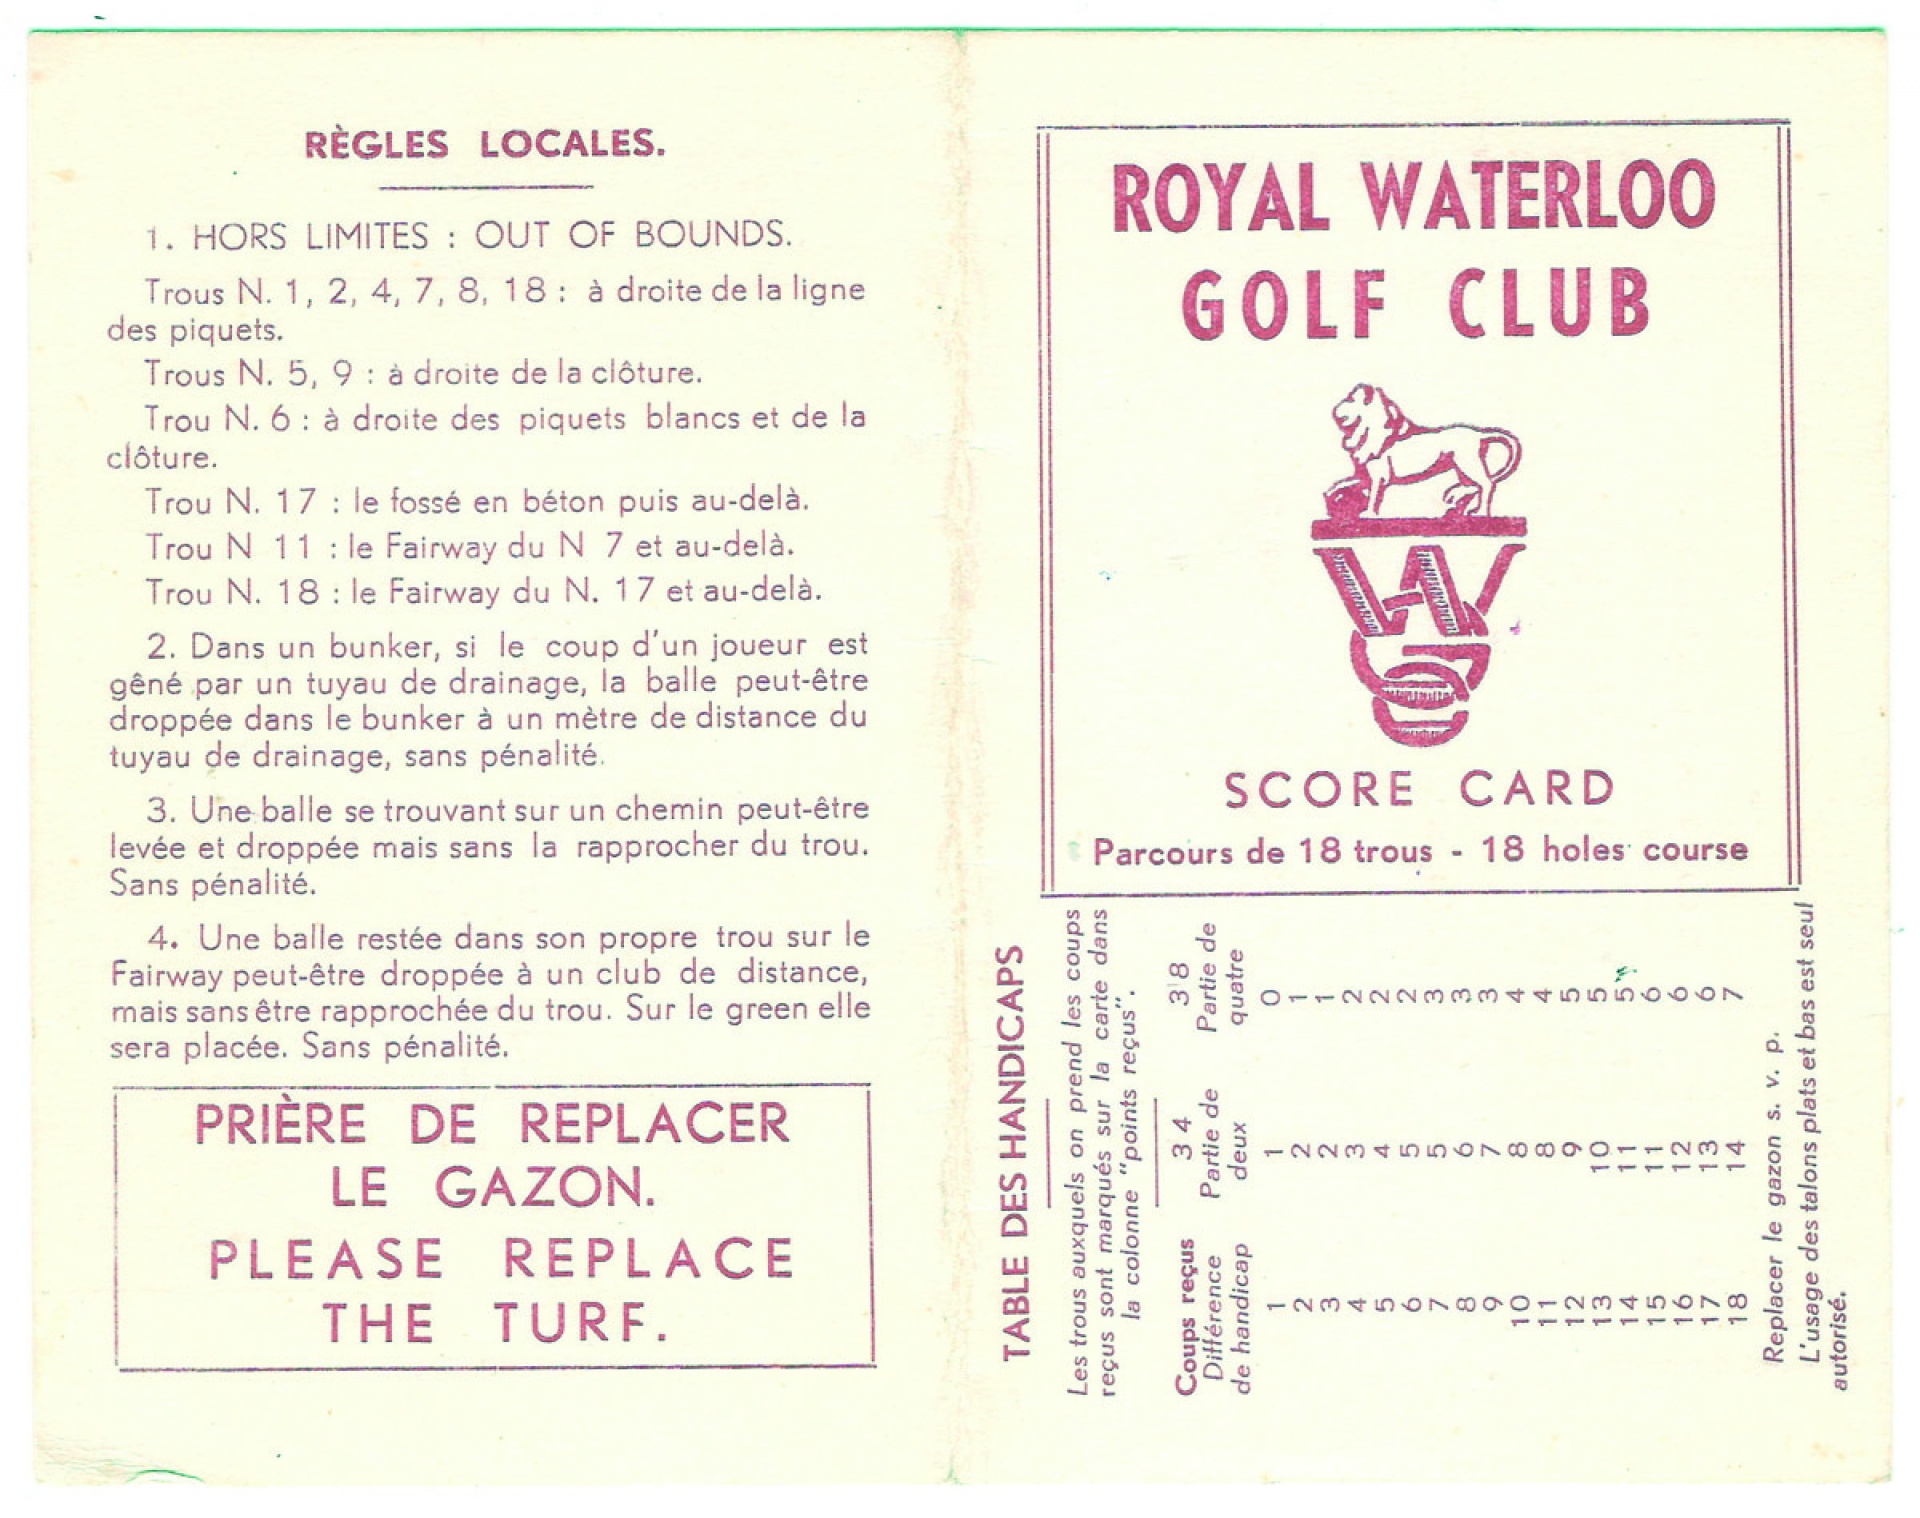 RÈGLES LOCALES.
1. HORS LIMITES : OUT OF BOUNDS.
Trous N. 1, 2, 4, 7, 8, 18 : à droite de la ligne
des piquets.
Trous N. 5, 9 : à droite de la clôture.
Trou N. 6 : à droite des piquets blancs et de la
clôture.
Trou N. 17 : le fossé en béton puis au-delà.
Trou N 11 : le Fairway du N 7 et au-delà.
Trou N. 18 : le Fairway du N. 17 et au-delà.
2. Dans un bunker, si le coup d'un joueur est
gêné par un tuyau de drainage, la balle peut-être
droppée dans le bunker à un mètre de distance du
tuyau de drainage, sans pénalité.
3. Une balle se trouvant sur un chemin peut-être
levée et droppée mais sans la rapprocher du trou.
Sans pénalité.
4. Une balle restée dans son propre trou sur le
Fairway peut-être droppée à un club de distance,
mais sans être rapprochée du trou. Sur le green elle
sera placée. Sans pénalité.
PRIÈRE DE REPLACER
LE GAZON.
PLEASE REPLACE
THE TURF.
ROYAL WATERLOO
GOLF CLUB
WGC
SCORE CARD
Parcours de 18 trous - 18 holes course
TABLE DES HANDICAPS
Les trous auxquels on prend les coups
reçus sont marqués sur la carte dans
la colonne "points reçus".
Coups reçus 3 4 3'8
Différence Partie de Partie de
de handicap deux quatre
1 1 0
2 2 1
3 2 1
4 3 2
5 4 2
6 5 2
7 5 3
8 6 3
9 7 3
10 8 4
11 8 4
12 9 5
13 10 5
14 11 5
15 11 6
16 12 6
17 13 6
18 14 7
Replacer le gazon s. v. p.
L'usage des talons plats et bas est seul
autorisé.